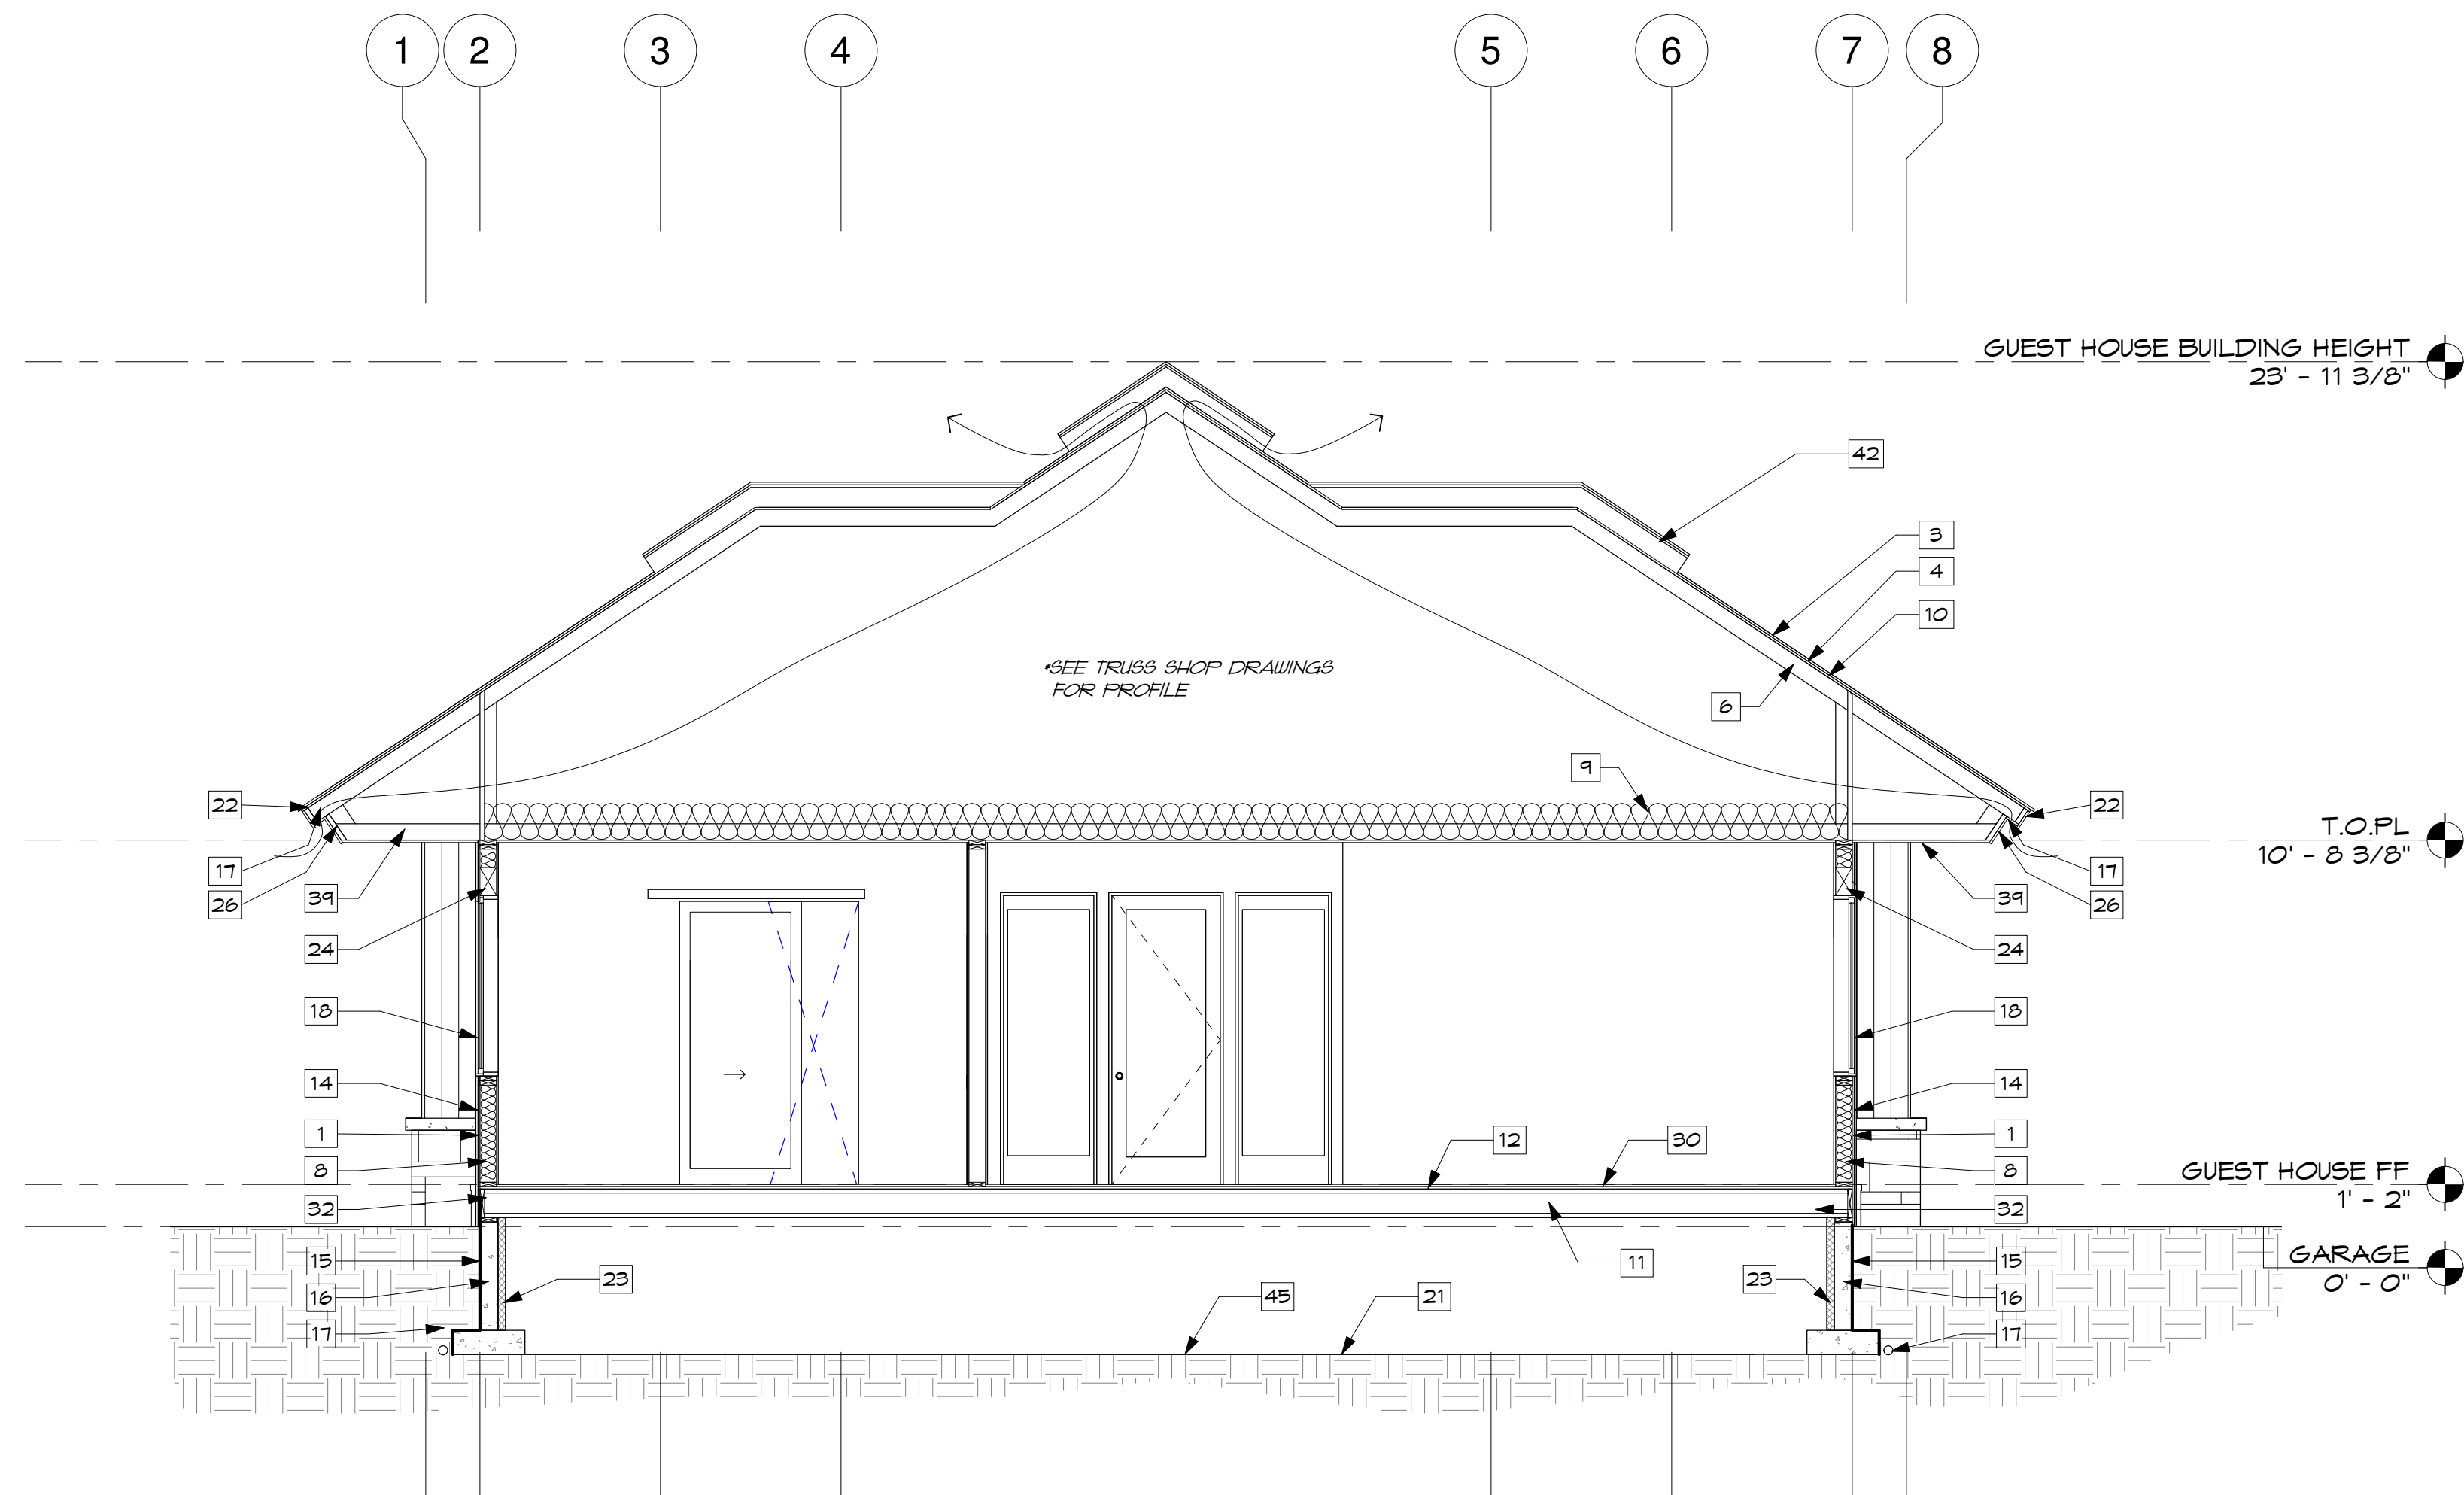 1 2 3 4 5 6 7 8
GUEST HOUSE BUILDING HEIGHT
23' - 11 3/8"
42
3
4
10
*SEE TRUSS SHOP DRAWINGS
FOR PROFILE
6
9
22 22
T.O.PL
10' - 8 3/8"
17 17
26 39 39 26
24 24
18 18
14 14
1 12 30 1
8 8
GUEST HOUSE FF
1' - 2"
32 32
15 11 15
GARAGE
0' - 0"
23 23
16 45 21 16
17 17